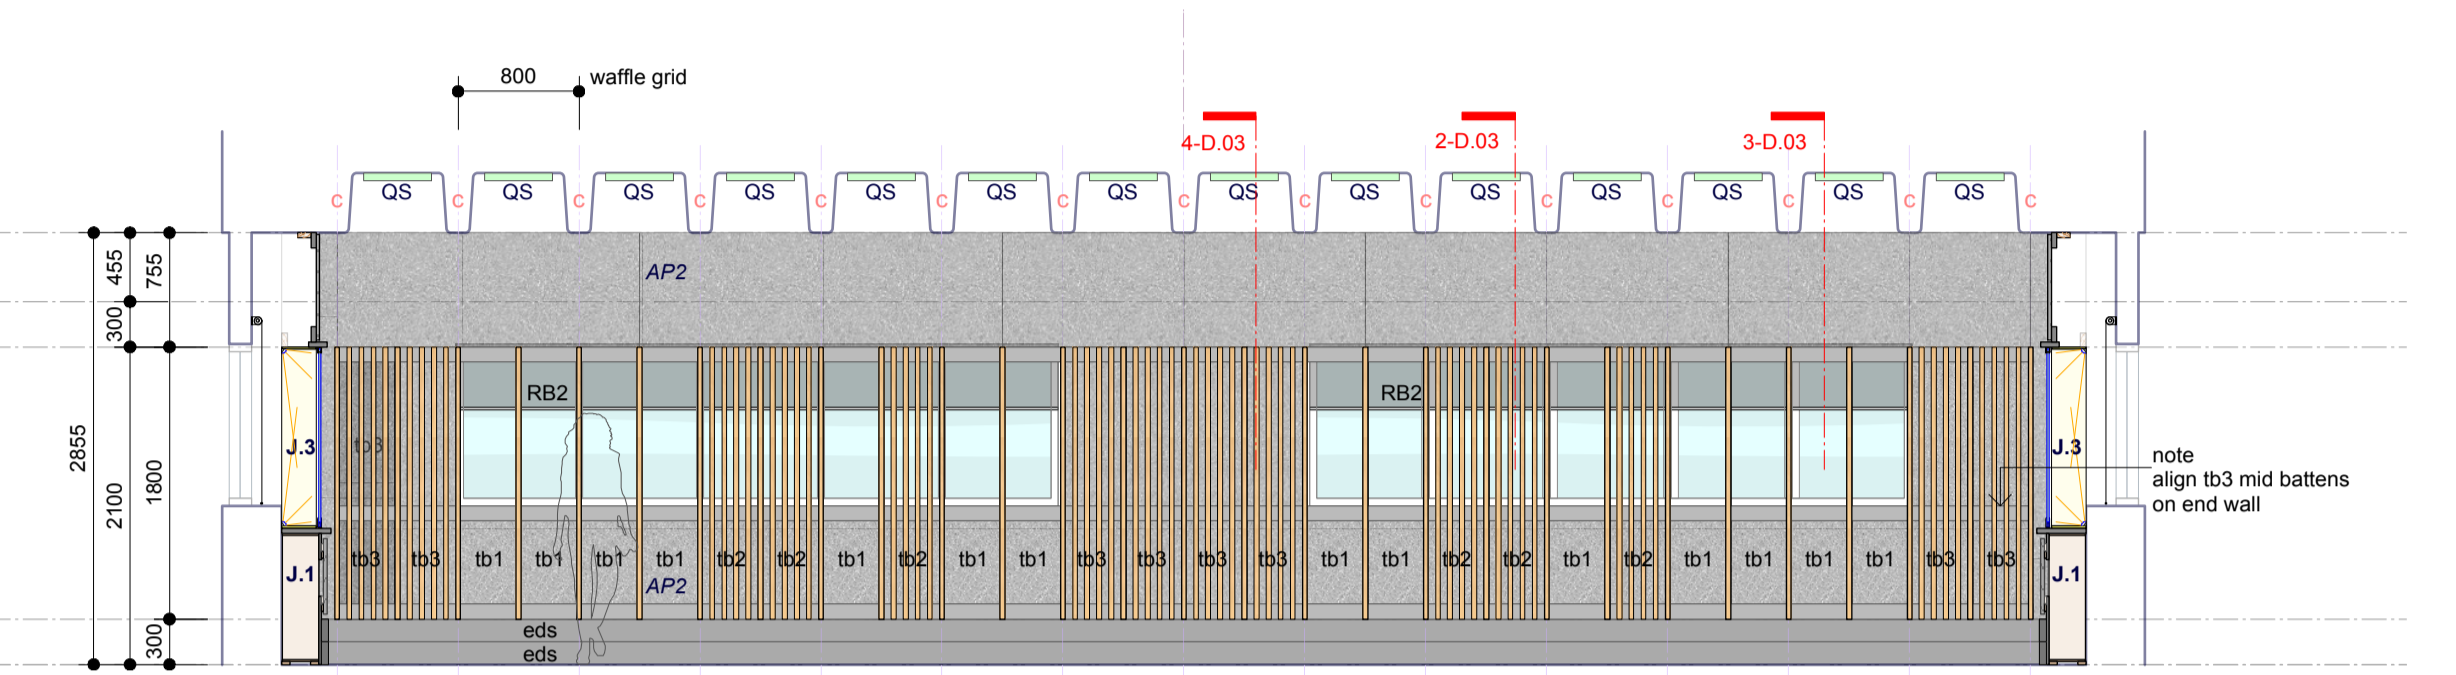 800 waffle grid
4-D.03 2-D.03 3-D.03
QS QS QS QS QS QS QS QS QS QS QS QS QS QS
C C C C C C C C C C C C C C C
455
755
AP2
300
RB2 RB2
2855
2100
1800
J.3 tb3 J.3
note
align tb3 mid battens
on end wall
tb3 tb3 tb1 tb1 tb1 tb1 tb2 tb2 tb1 tb2 tb1 tb1 tb3 tb3 tb3 tb3 tb1 tb1 tb2 tb2 tb1 tb2 tb1 tb1 tb1 tb1 tb3 tb3
J.1 AP2 J.1
300
eds
eds